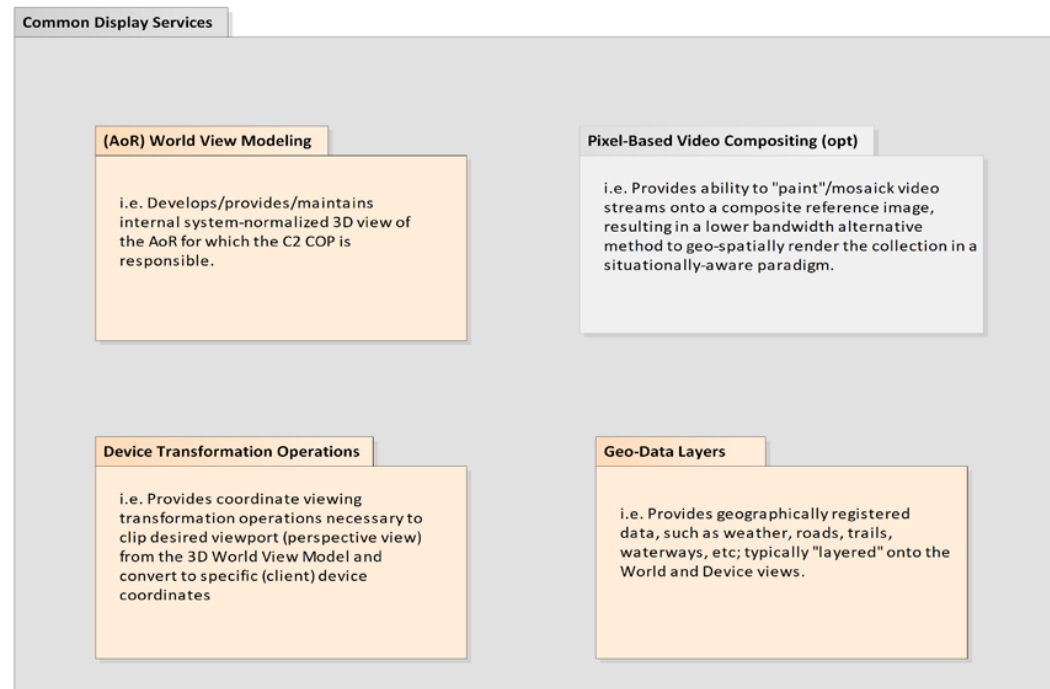 Common Display Services
(AoR) World View Modeling
i.e. Develops/provides/maintains
internal system-normalized 3D view of
the AoR for which the C2 COP is
responsible.
Pixel-Based Video Compositing (opt)
i.e. Provides ability to "paint"/mosaick video
streams onto a composite reference image,
resulting in a lower bandwidth alternative
method to geo-spatially render the collection in a
situationally-aware paradigm.
Device Transformation Operations
i.e. Provides coordinate viewing
transformation operations necessary to
clip desired viewport (perspective view)
from the 3D World View Model and
convert to specific (client) device
coordinates
Geo-Data Layers
i.e. Provides geographically registered
data, such as weather, roads, trails,
waterways, etc; typically "layered" onto the
World and Device views.